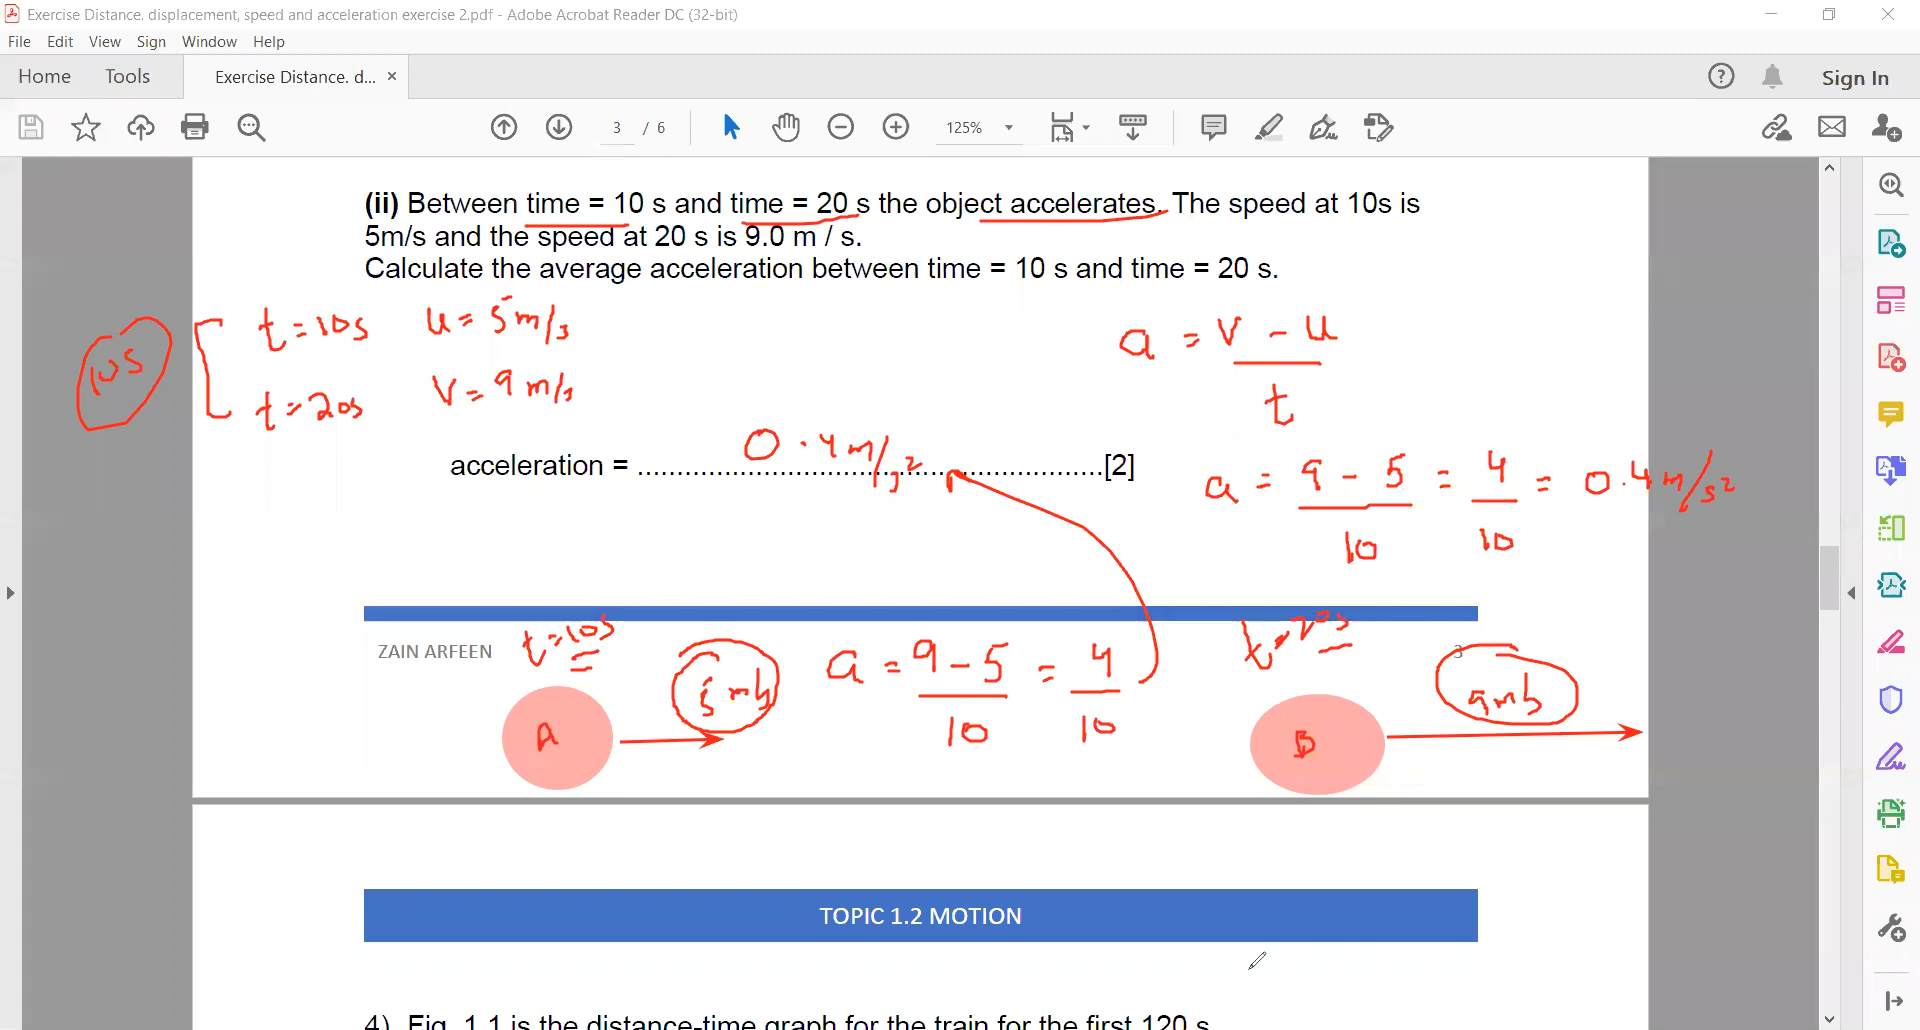 Exercise Distance. displacement, speed and acceleration exercise 2.pdf - Adobe Acrobat Reader DC (32-bit)
File Edit View Sign Window Help
Home Tools Exercise Distance. d... × Sign In
3 / 6 125%
(ii) Between time = 10 s and time = 20 s the object accelerates. The speed at 10s is
5m/s and the speed at 20 s is 9.0 m / s.
Calculate the average acceleration between time = 10 s and time = 20 s.
10s
t=10s u=5m/s
t=20s v=9m/s
a = v - u
t
acceleration = ........................................................[2]
0.4m/s²
a = 9 - 5 = 4 = 0.4m/s²
10 10
ZAIN ARFEEN
3
t=10s
5 m/s
a = 9-5 = 4
10 10
t=20s
9m/s
A
B
TOPIC 1.2 MOTION
4) Fig. 1.1 is the distance-time graph for the train for the first 120 s